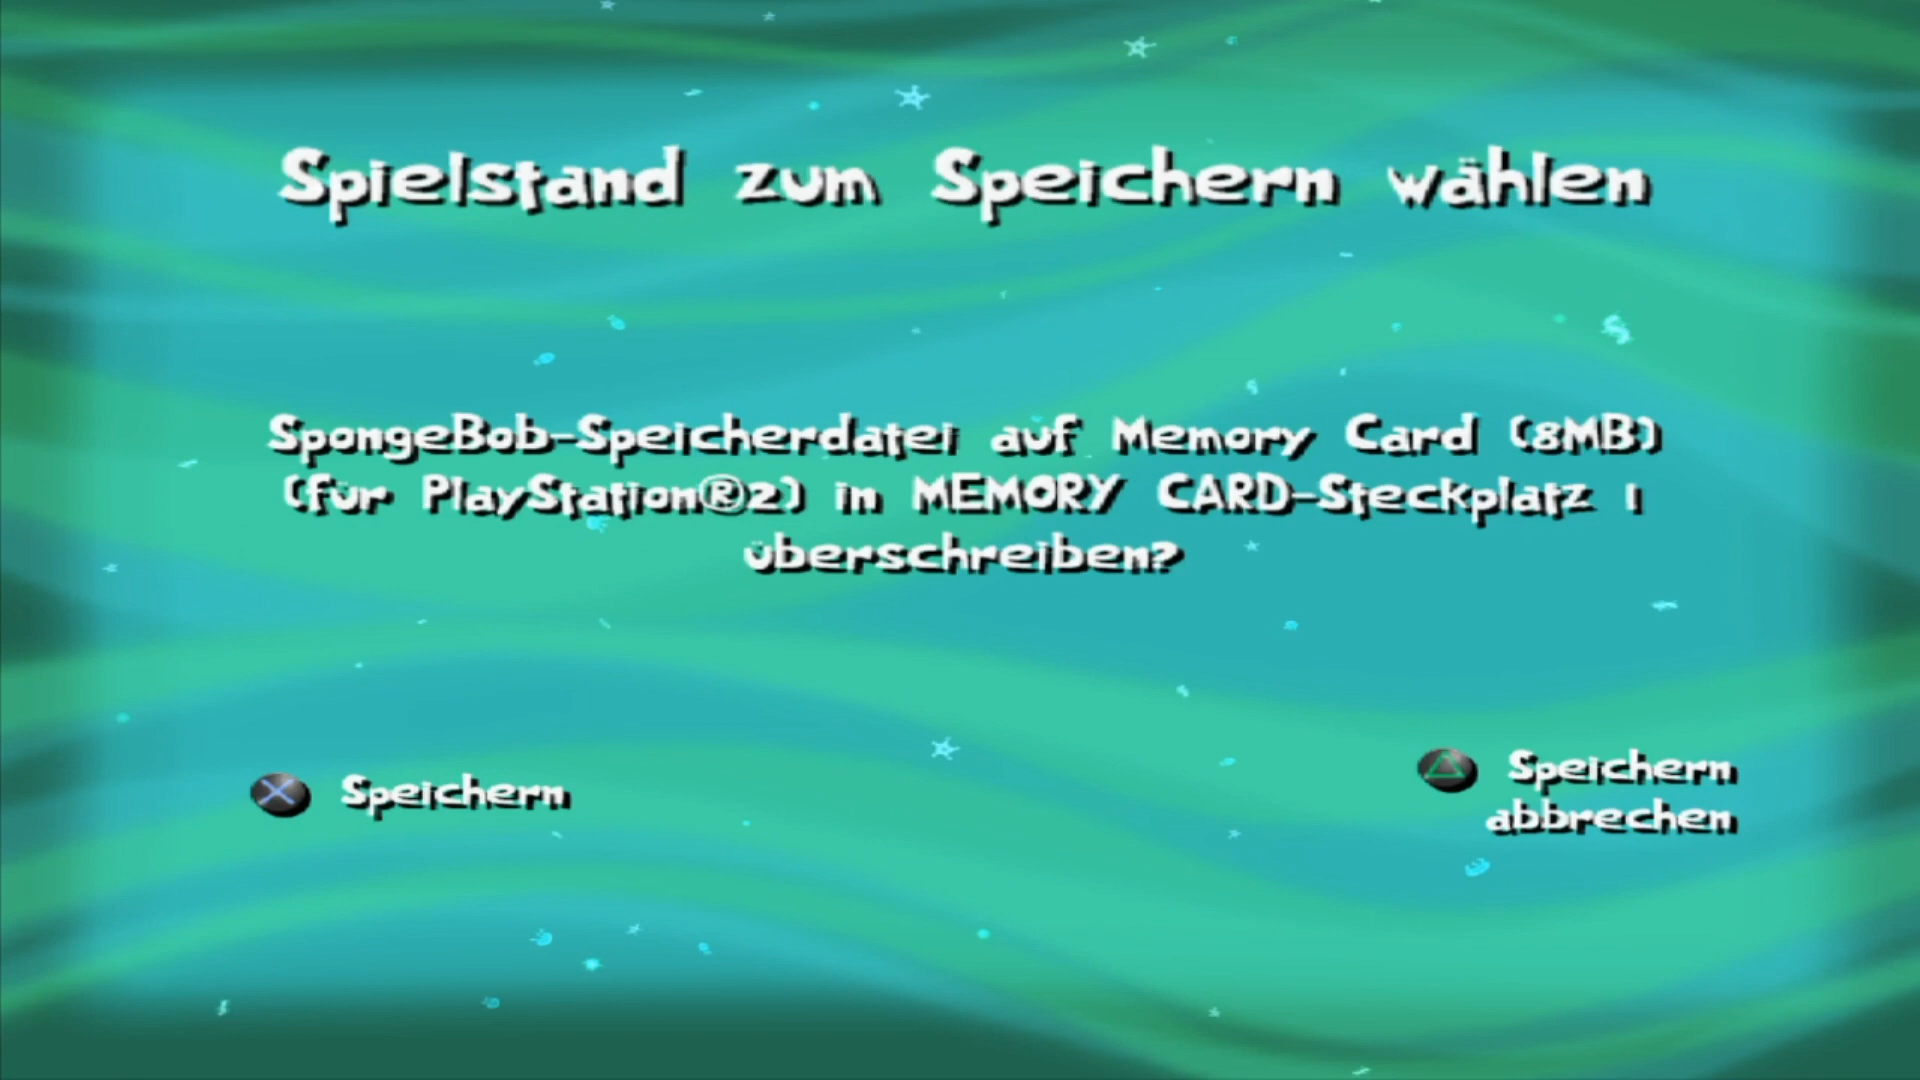 Spielstand zum Speichern wählen
SpongeBob-Speicherdatei auf Memory Card (8MB)
(für PlayStation®2) in MEMORY CARD-Steckplatz 1
überschreiben?
Speichern
Speichern
abbrechen